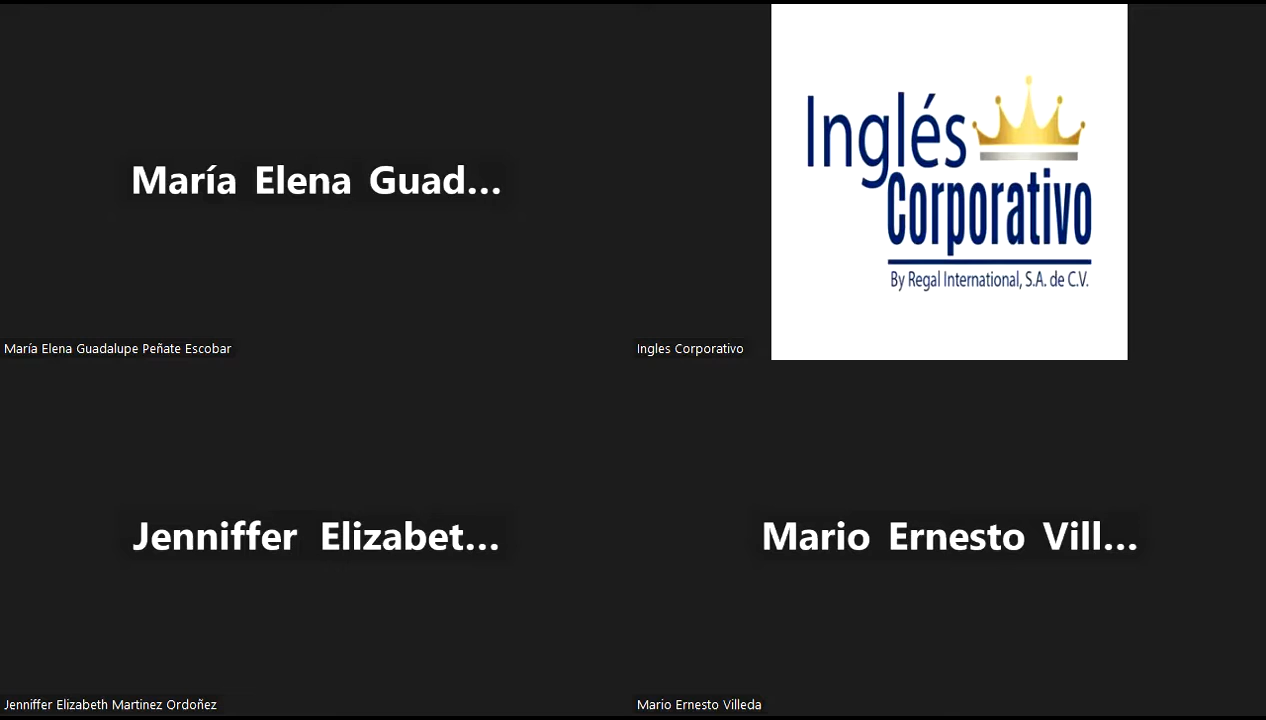 María Elena Guad...
Inglés
Corporativo
By Regal International, S.A. de C.V.
María Elena Guadalupe Peñate Escobar
Ingles Corporativo
Jenniffer Elizabet...
Mario Ernesto Vill...
Jenniffer Elizabeth Martinez Ordoñez
Mario Ernesto Villeda